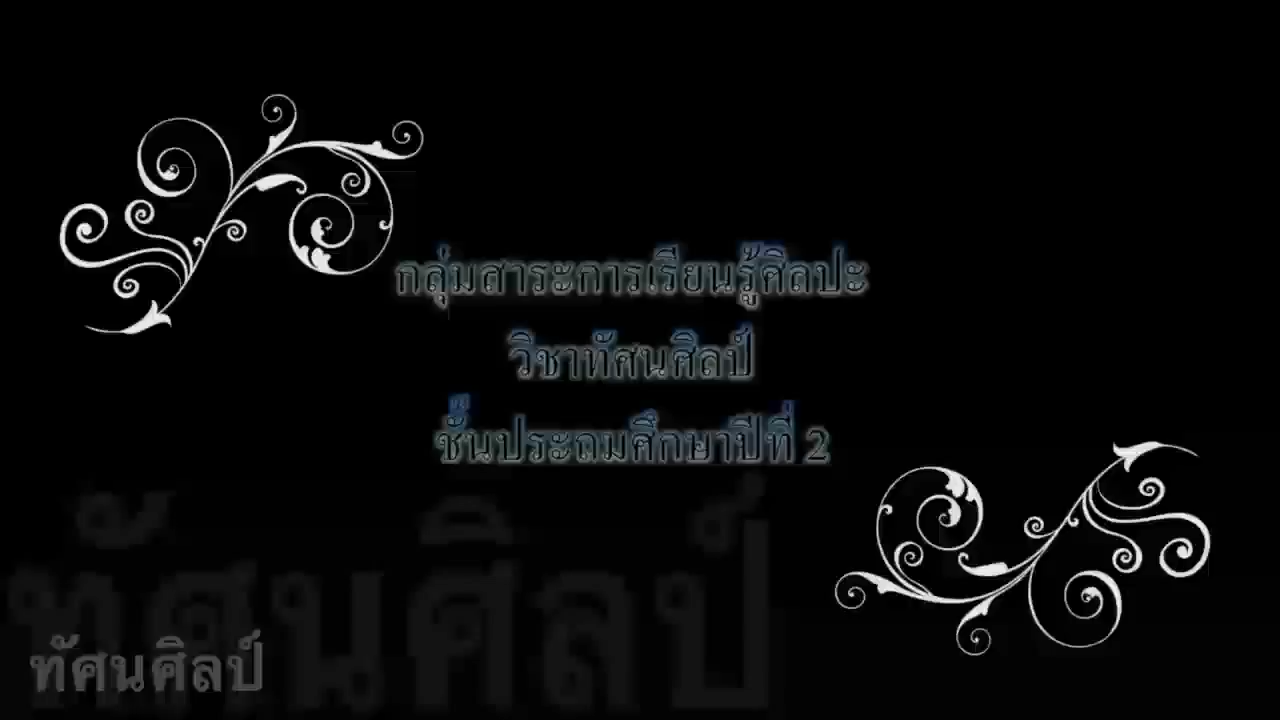 กลุ่มสาระการเรียนรู้ศิลปะ
วิชาทัศนศิลป์
ชั้นประถมศึกษาปีที่ 2
ทัศนศิลป์
ทัศนศิลป์